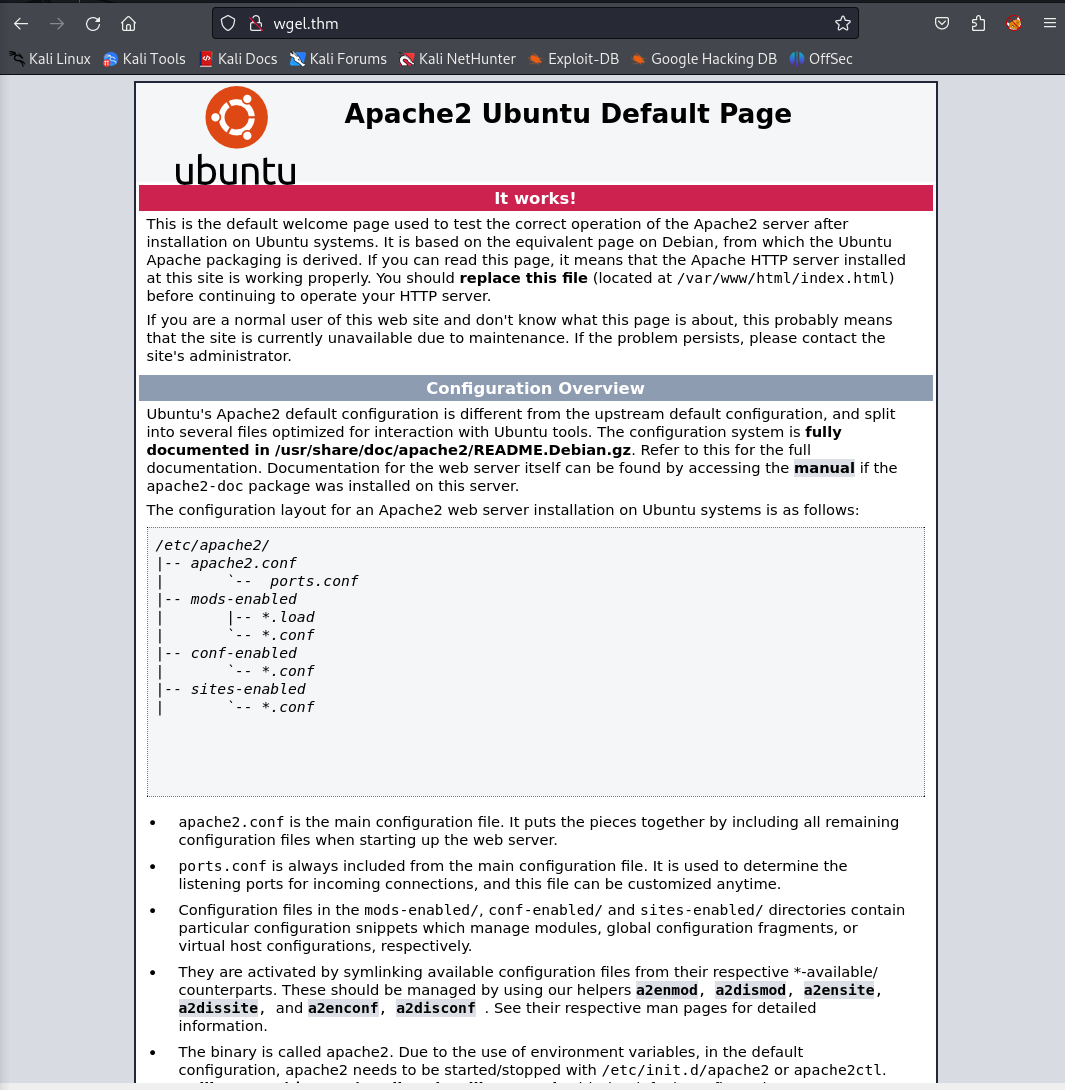 wgel.thm
Kali Linux Kali Tools Kali Docs Kali Forums Kali NetHunter Exploit-DB Google Hacking DB OffSec
ubuntu
Apache2 Ubuntu Default Page
It works!
This is the default welcome page used to test the correct operation of the Apache2 server after
installation on Ubuntu systems. It is based on the equivalent page on Debian, from which the Ubuntu
Apache packaging is derived. If you can read this page, it means that the Apache HTTP server installed
at this site is working properly. You should replace this file (located at /var/www/html/index.html)
before continuing to operate your HTTP server.
If you are a normal user of this web site and don't know what this page is about, this probably means
that the site is currently unavailable due to maintenance. If the problem persists, please contact the
site's administrator.
Configuration Overview
Ubuntu's Apache2 default configuration is different from the upstream default configuration, and split
into several files optimized for interaction with Ubuntu tools. The configuration system is fully
documented in /usr/share/doc/apache2/README.Debian.gz. Refer to this for the full
documentation. Documentation for the web server itself can be found by accessing the manual if the
apache2-doc package was installed on this server.
The configuration layout for an Apache2 web server installation on Ubuntu systems is as follows:
/etc/apache2/
|-- apache2.conf
|       `--  ports.conf
|-- mods-enabled
|       |-- *.load
|       `-- *.conf
|-- conf-enabled
|       `-- *.conf
|-- sites-enabled
|       `-- *.conf
• apache2.conf is the main configuration file. It puts the pieces together by including all remaining
configuration files when starting up the web server.
• ports.conf is always included from the main configuration file. It is used to determine the
listening ports for incoming connections, and this file can be customized anytime.
• Configuration files in the mods-enabled/, conf-enabled/ and sites-enabled/ directories contain
particular configuration snippets which manage modules, global configuration fragments, or
virtual host configurations, respectively.
• They are activated by symlinking available configuration files from their respective *-available/
counterparts. These should be managed by using our helpers a2enmod, a2dismod, a2ensite,
a2dissite, and a2enconf, a2disconf . See their respective man pages for detailed
information.
• The binary is called apache2. Due to the use of environment variables, in the default
configuration, apache2 needs to be started/stopped with /etc/init.d/apache2 or apache2ctl.